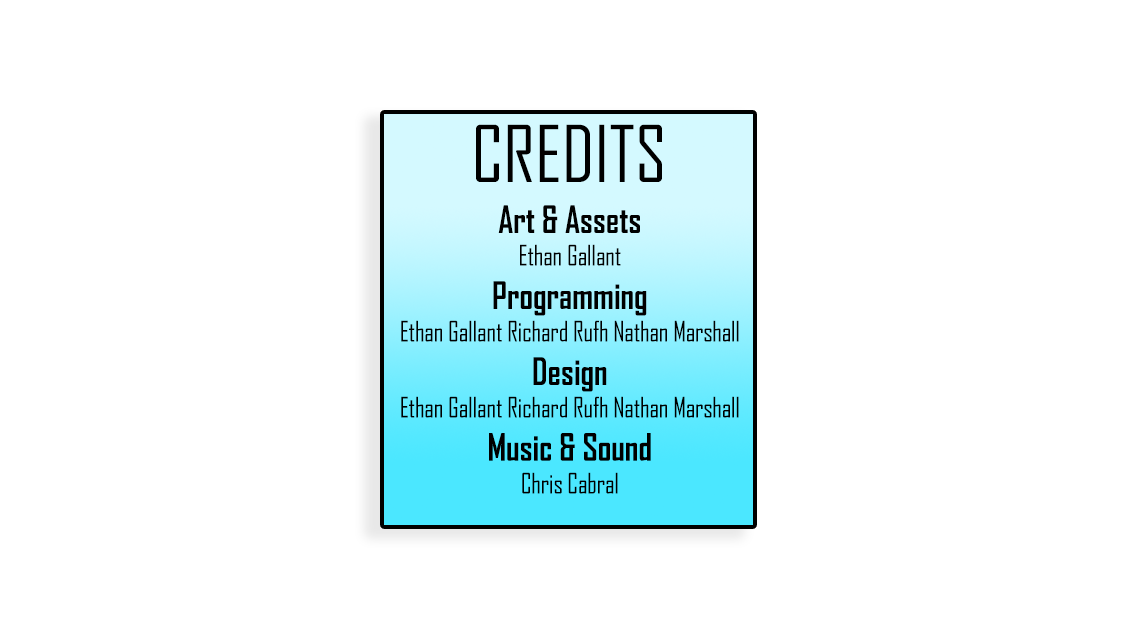 CREDITS
Art & Assets
Ethan Gallant
Programming
Ethan Gallant Richard Rufh Nathan Marshall
Design
Ethan Gallant Richard Rufh Nathan Marshall
Music & Sound
Chris Cabral